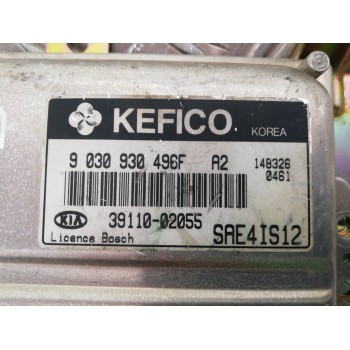 KEFICO KOREA
9 030 930 496F A2 148326
0461
KIA 39110-02055
Licence Bosch SAE4IS12